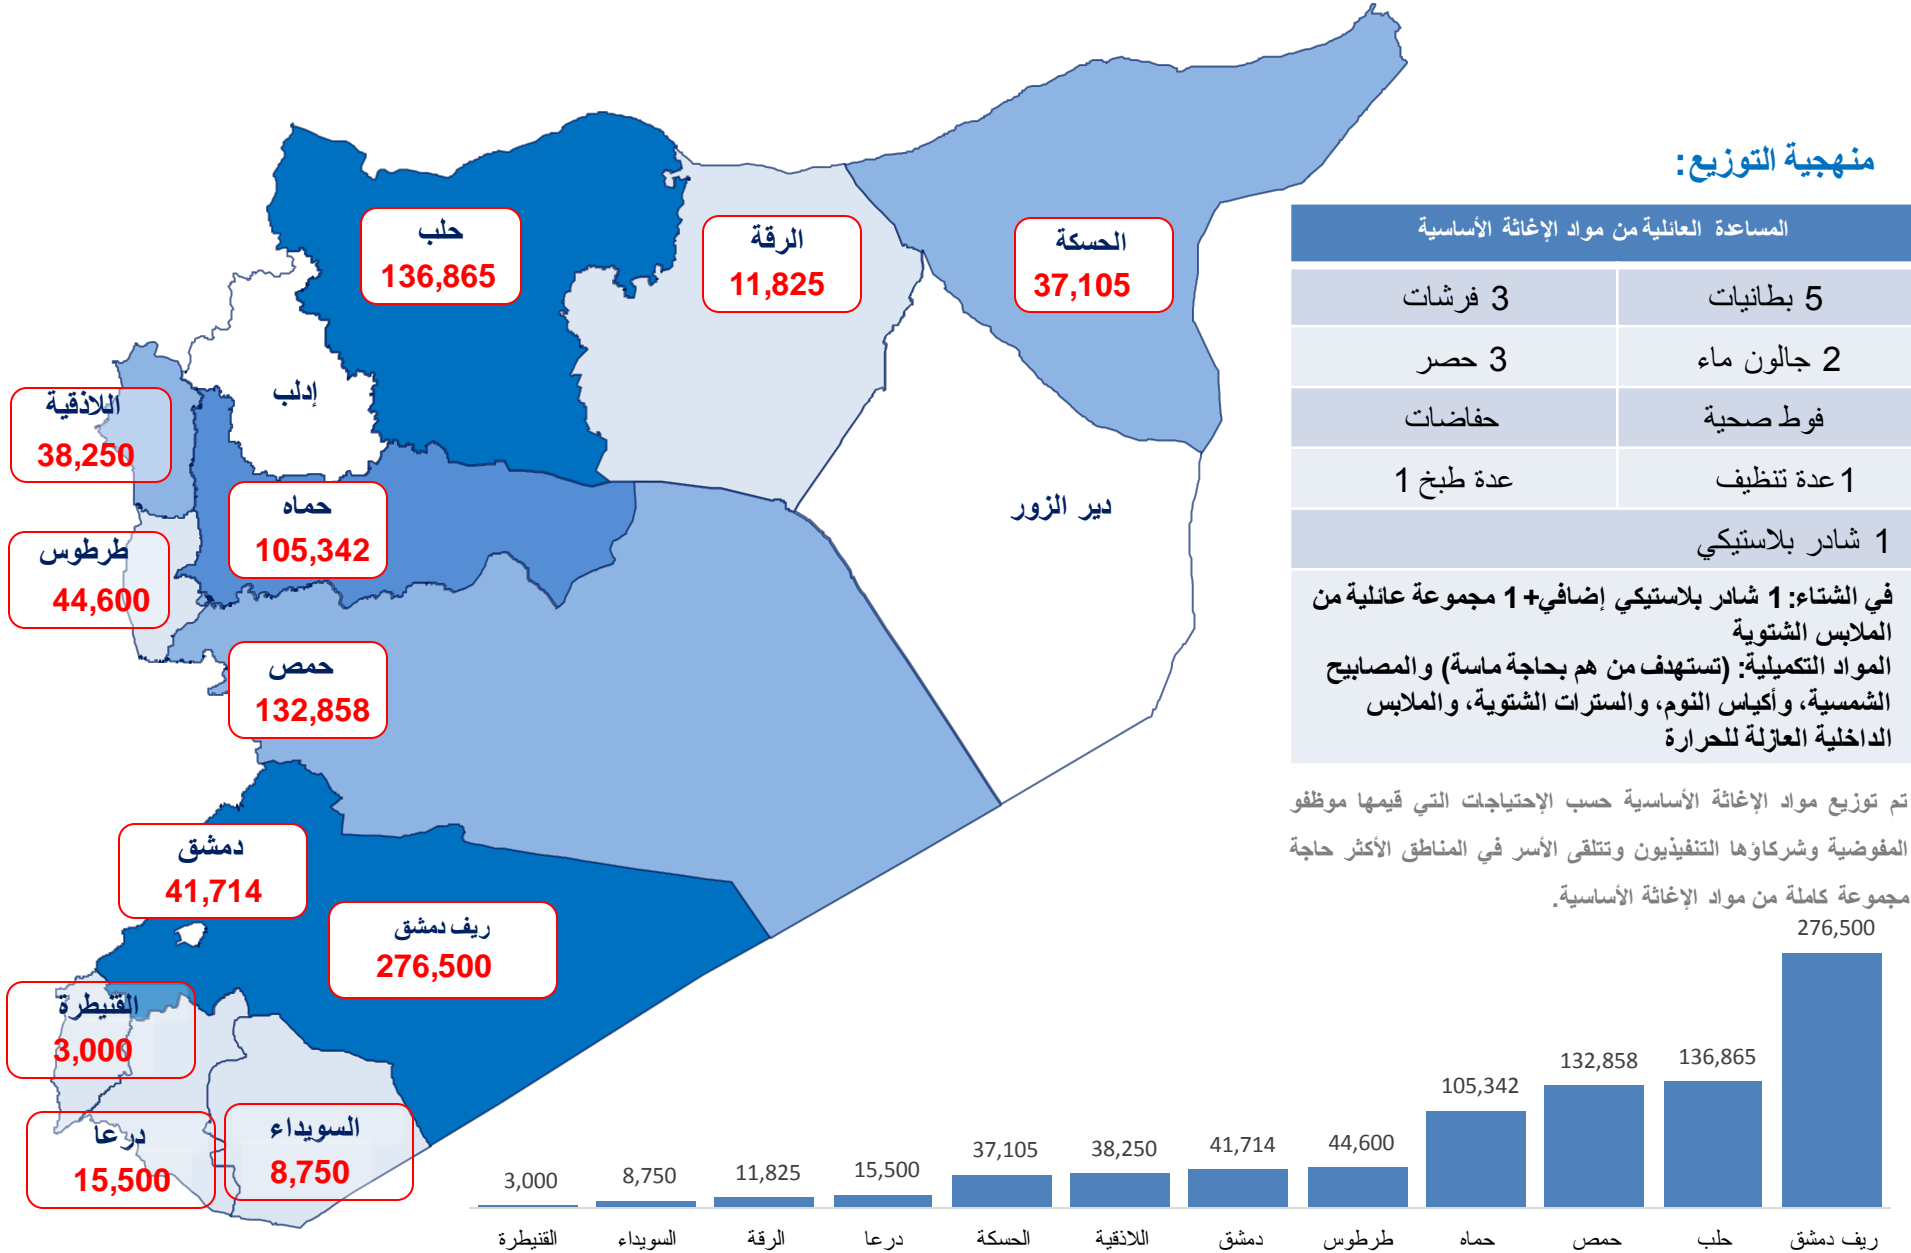 منهجية التوزيع:
المساعدة العائلية من مواد الإغاثة الأساسية
5 بطانيات
3 فرشات
2 جالون ماء
3 حصر
فوط صحية
حفاضات
1 عدة تنظيف
عدة طبخ 1
1 شادر بلاستيكي
في الشتاء: 1 شادر بلاستيكي إضافي+ 1 مجموعة عائلية من
الملابس الشتوية
المواد التكميلية: (تستهدف من هم بحاجة ماسة) والمصابيح
الشمسية، وأكياس النوم، والسترات الشتوية، والملابس
الداخلية العازلة للحرارة
تم توزيع مواد الإغاثة الأساسية حسب الإحتياجات التي قيمها موظفو
المفوضية وشركاؤها التنفيذيون وتتلقى الأسر في المناطق الأكثر حاجة
مجموعة كاملة من مواد الإغاثة الأساسية.
حلب
136,865
الرقة
11,825
الحسكة
37,105
إدلب
اللاذقية
38,250
حماه
105,342
دير الزور
طرطوس
44,600
حمص
132,858
دمشق
41,714
ريف دمشق
276,500
القنيطرة
3,000
درعا
15,500
السويداء
8,750
276,500
136,865
132,858
105,342
44,600
41,714
38,250
37,105
15,500
11,825
8,750
3,000
ريف دمشق
حلب
حمص
حماه
طرطوس
دمشق
اللاذقية
الحسكة
درعا
الرقة
السويداء
القنيطرة